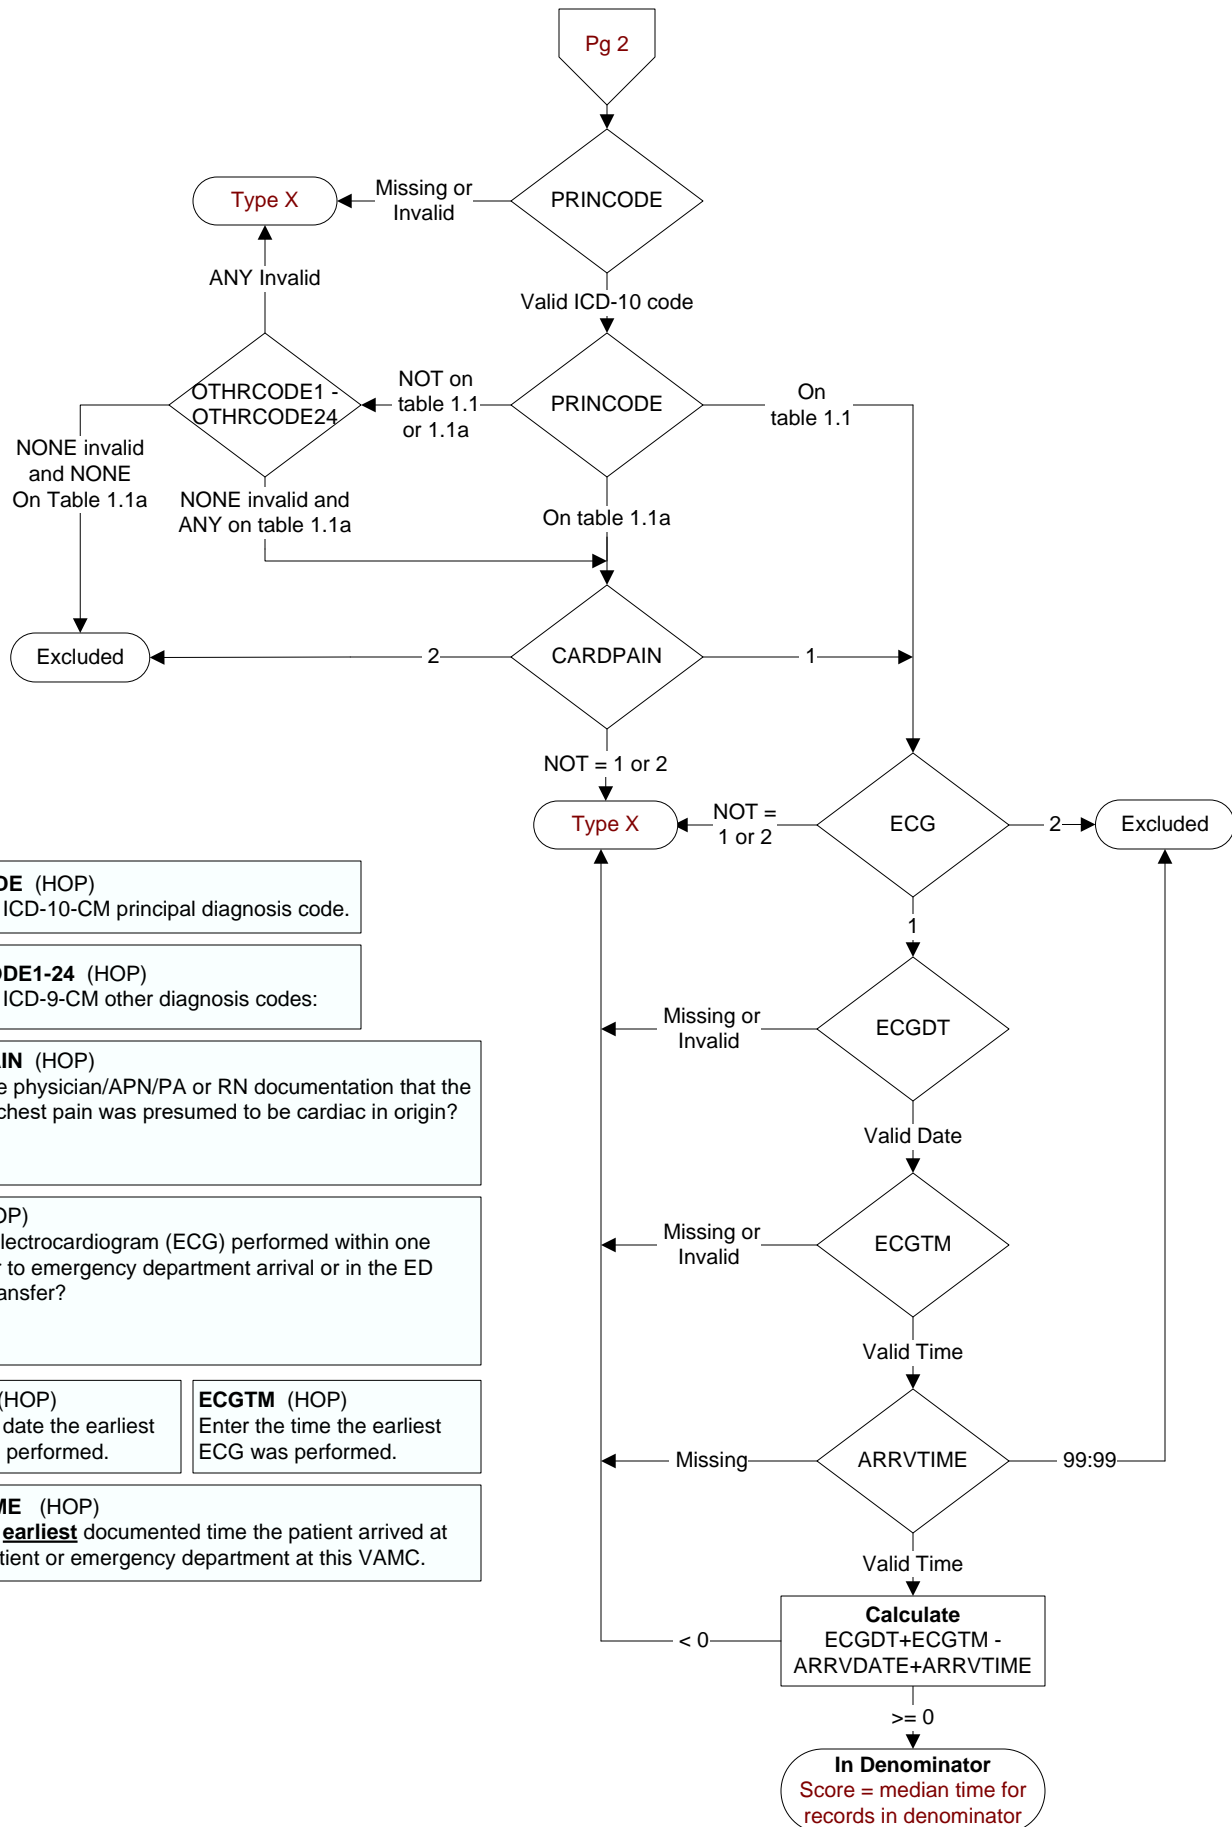 Pg 2
PRINCODE
Missing or
Invalid
Type X
ANY Invalid
Valid ICD-10 code
PRINCODE
NOT on
table 1.1
or 1.1a
On
table 1.1
OTHRCODE1 -
OTHRCODE24
NONE invalid
and NONE
On Table 1.1a
NONE invalid and
ANY on table 1.1a
On table 1.1a
CARDPAIN
2
Excluded
1
NOT = 1 or 2
Type X
NOT =
1 or 2
ECG
2
Excluded
1
ECGDT
Missing or
Invalid
Valid Date
ECGTM
Missing or
Invalid
Valid Time
ARRVTIME
Missing
99:99
Valid Time
Calculate
ECGDT+ECGTM -
ARRVDATE+ARRVTIME
< 0
>= 0
In Denominator
Score = median time for
records in denominator
DE (HOP)
ICD-10-CM principal diagnosis code.
ODE1-24 (HOP)
ICD-9-CM other diagnosis codes:
AIN (HOP)
e physician/APN/PA or RN documentation that the
chest pain was presumed to be cardiac in origin?
OP)
lectrocardiogram (ECG) performed within one
r to emergency department arrival or in the ED
ansfer?
(HOP)
date the earliest
performed.
ECGTM (HOP)
Enter the time the earliest
ECG was performed.
ME (HOP)
earliest documented time the patient arrived at
tient or emergency department at this VAMC.